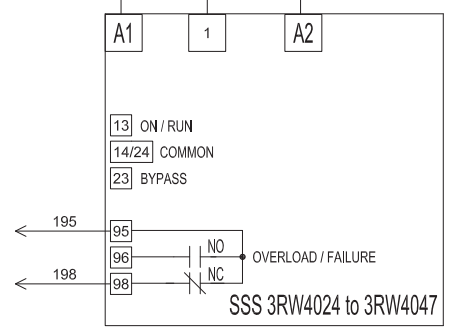 A1 1 A2
13 ON / RUN
14/24 COMMON
23 BYPASS
195 95
96 NO OVERLOAD / FAILURE
198 98 NC
SSS 3RW4024 to 3RW4047